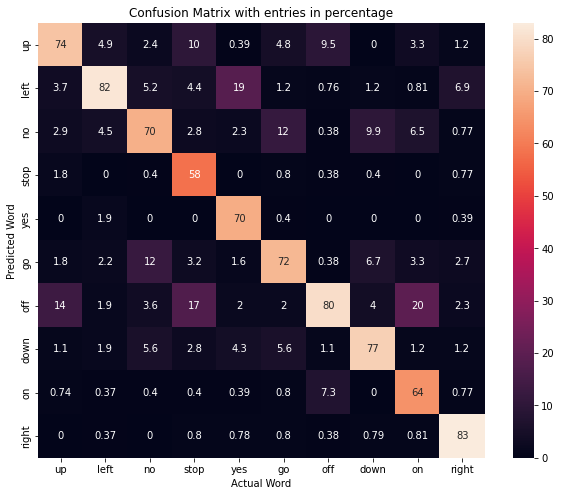 Confusion Matrix with entries in percentage
up 74 4.9 2.4 10 0.39 4.8 9.5 0 3.3 1.2
left 3.7 82 5.2 4.4 19 1.2 0.76 1.2 0.81 6.9
no 2.9 4.5 70 2.8 2.3 12 0.38 9.9 6.5 0.77
stop 1.8 0 0.4 58 0 0.8 0.38 0.4 0 0.77
yes 0 1.9 0 0 70 0.4 0 0 0 0.39
go 1.8 2.2 12 3.2 1.6 72 0.38 6.7 3.3 2.7
off 14 1.9 3.6 17 2 2 80 4 20 2.3
down 1.1 1.9 5.6 2.8 4.3 5.6 1.1 77 1.2 1.2
on 0.74 0.37 0.4 0.4 0.39 0.8 7.3 0 64 0.77
right 0 0.37 0 0.8 0.78 0.8 0.38 0.79 0.81 83
up left no stop yes go off down on right
Actual Word
Predicted Word
80
70
60
50
40
30
20
10
0